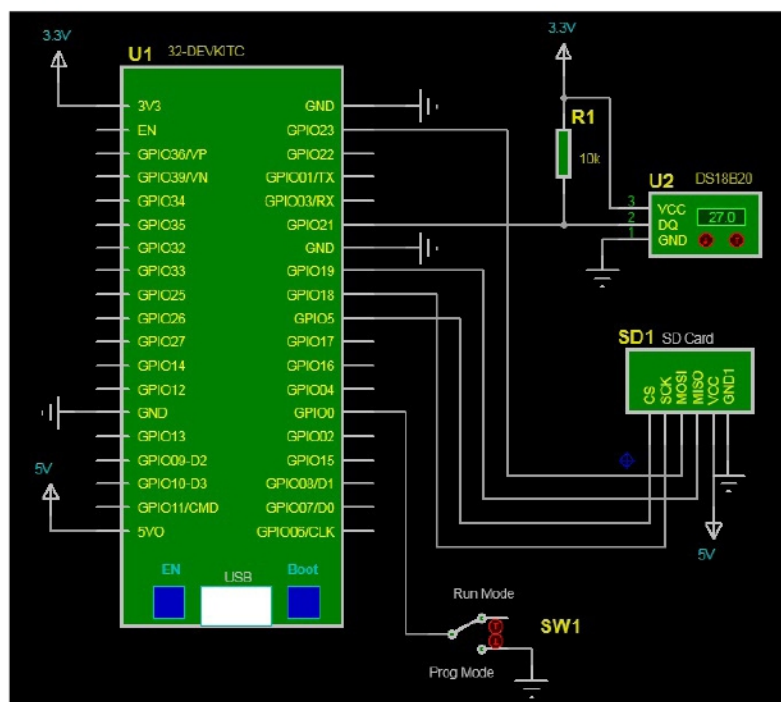 3.3V
U1 32-DEVKITC
3V3
EN
GPIO36/VP
GPIO39/VN
GPIO34
GPIO35
GPIO32
GPIO33
GPIO25
GPIO26
GPIO27
GPIO14
GPIO12
GND
GPIO13
GPIO09-D2
GPIO10-D3
GPIO11/CMD
5V0
GND
GPIO23
GPIO22
GPIO01/TX
GPIO03/RX
GPIO21
GND
GPIO19
GPIO18
GPIO5
GPIO17
GPIO16
GPIO04
GPIO0
GPIO02
GPIO15
GPIO08/D1
GPIO07/D0
GPIO06/CLK
5V
EN
USB
Boot
3.3V
R1
10k
U2 DS18B20
3 VCC
2 DQ
1 GND
27.0
SD1 SD Card
CS
SCK
MOSI
MISO
VCC
GND1
5V
Run Mode
SW1
Prog Mode